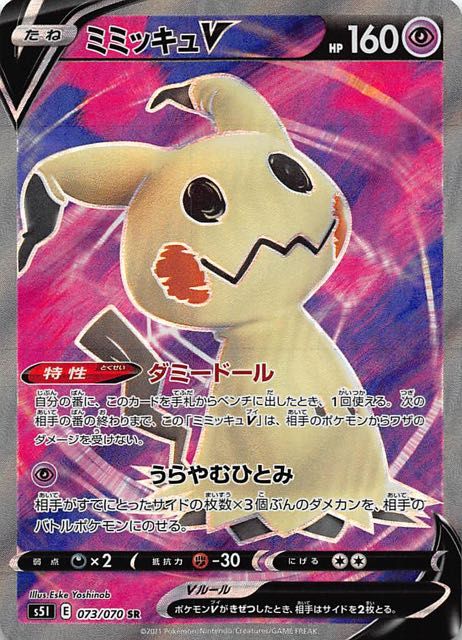 たね ミミッキュV HP 160
特性 とくせい ダミードール
自分の番に、このカードを手札からベンチに出したとき、1回使える。次の
相手の番の終わりまで、この「ミミッキュV」は、相手のポケモンからワザの
ダメージを受けない。
うらやむひとみ
相手がすでにとったサイドの枚数×3個ぶんのダメカンを、相手の
バトルポケモンにのせる。
弱点 ×2 抵抗力 -30 にげる
Illus. Eske Yoshinob
Vルール
ポケモンVがきぜつしたとき、相手はサイドを2枚とる。
s5I E 073/070 SR
©2021 Pokémon/Nintendo/Creatures/GAME FREAK.